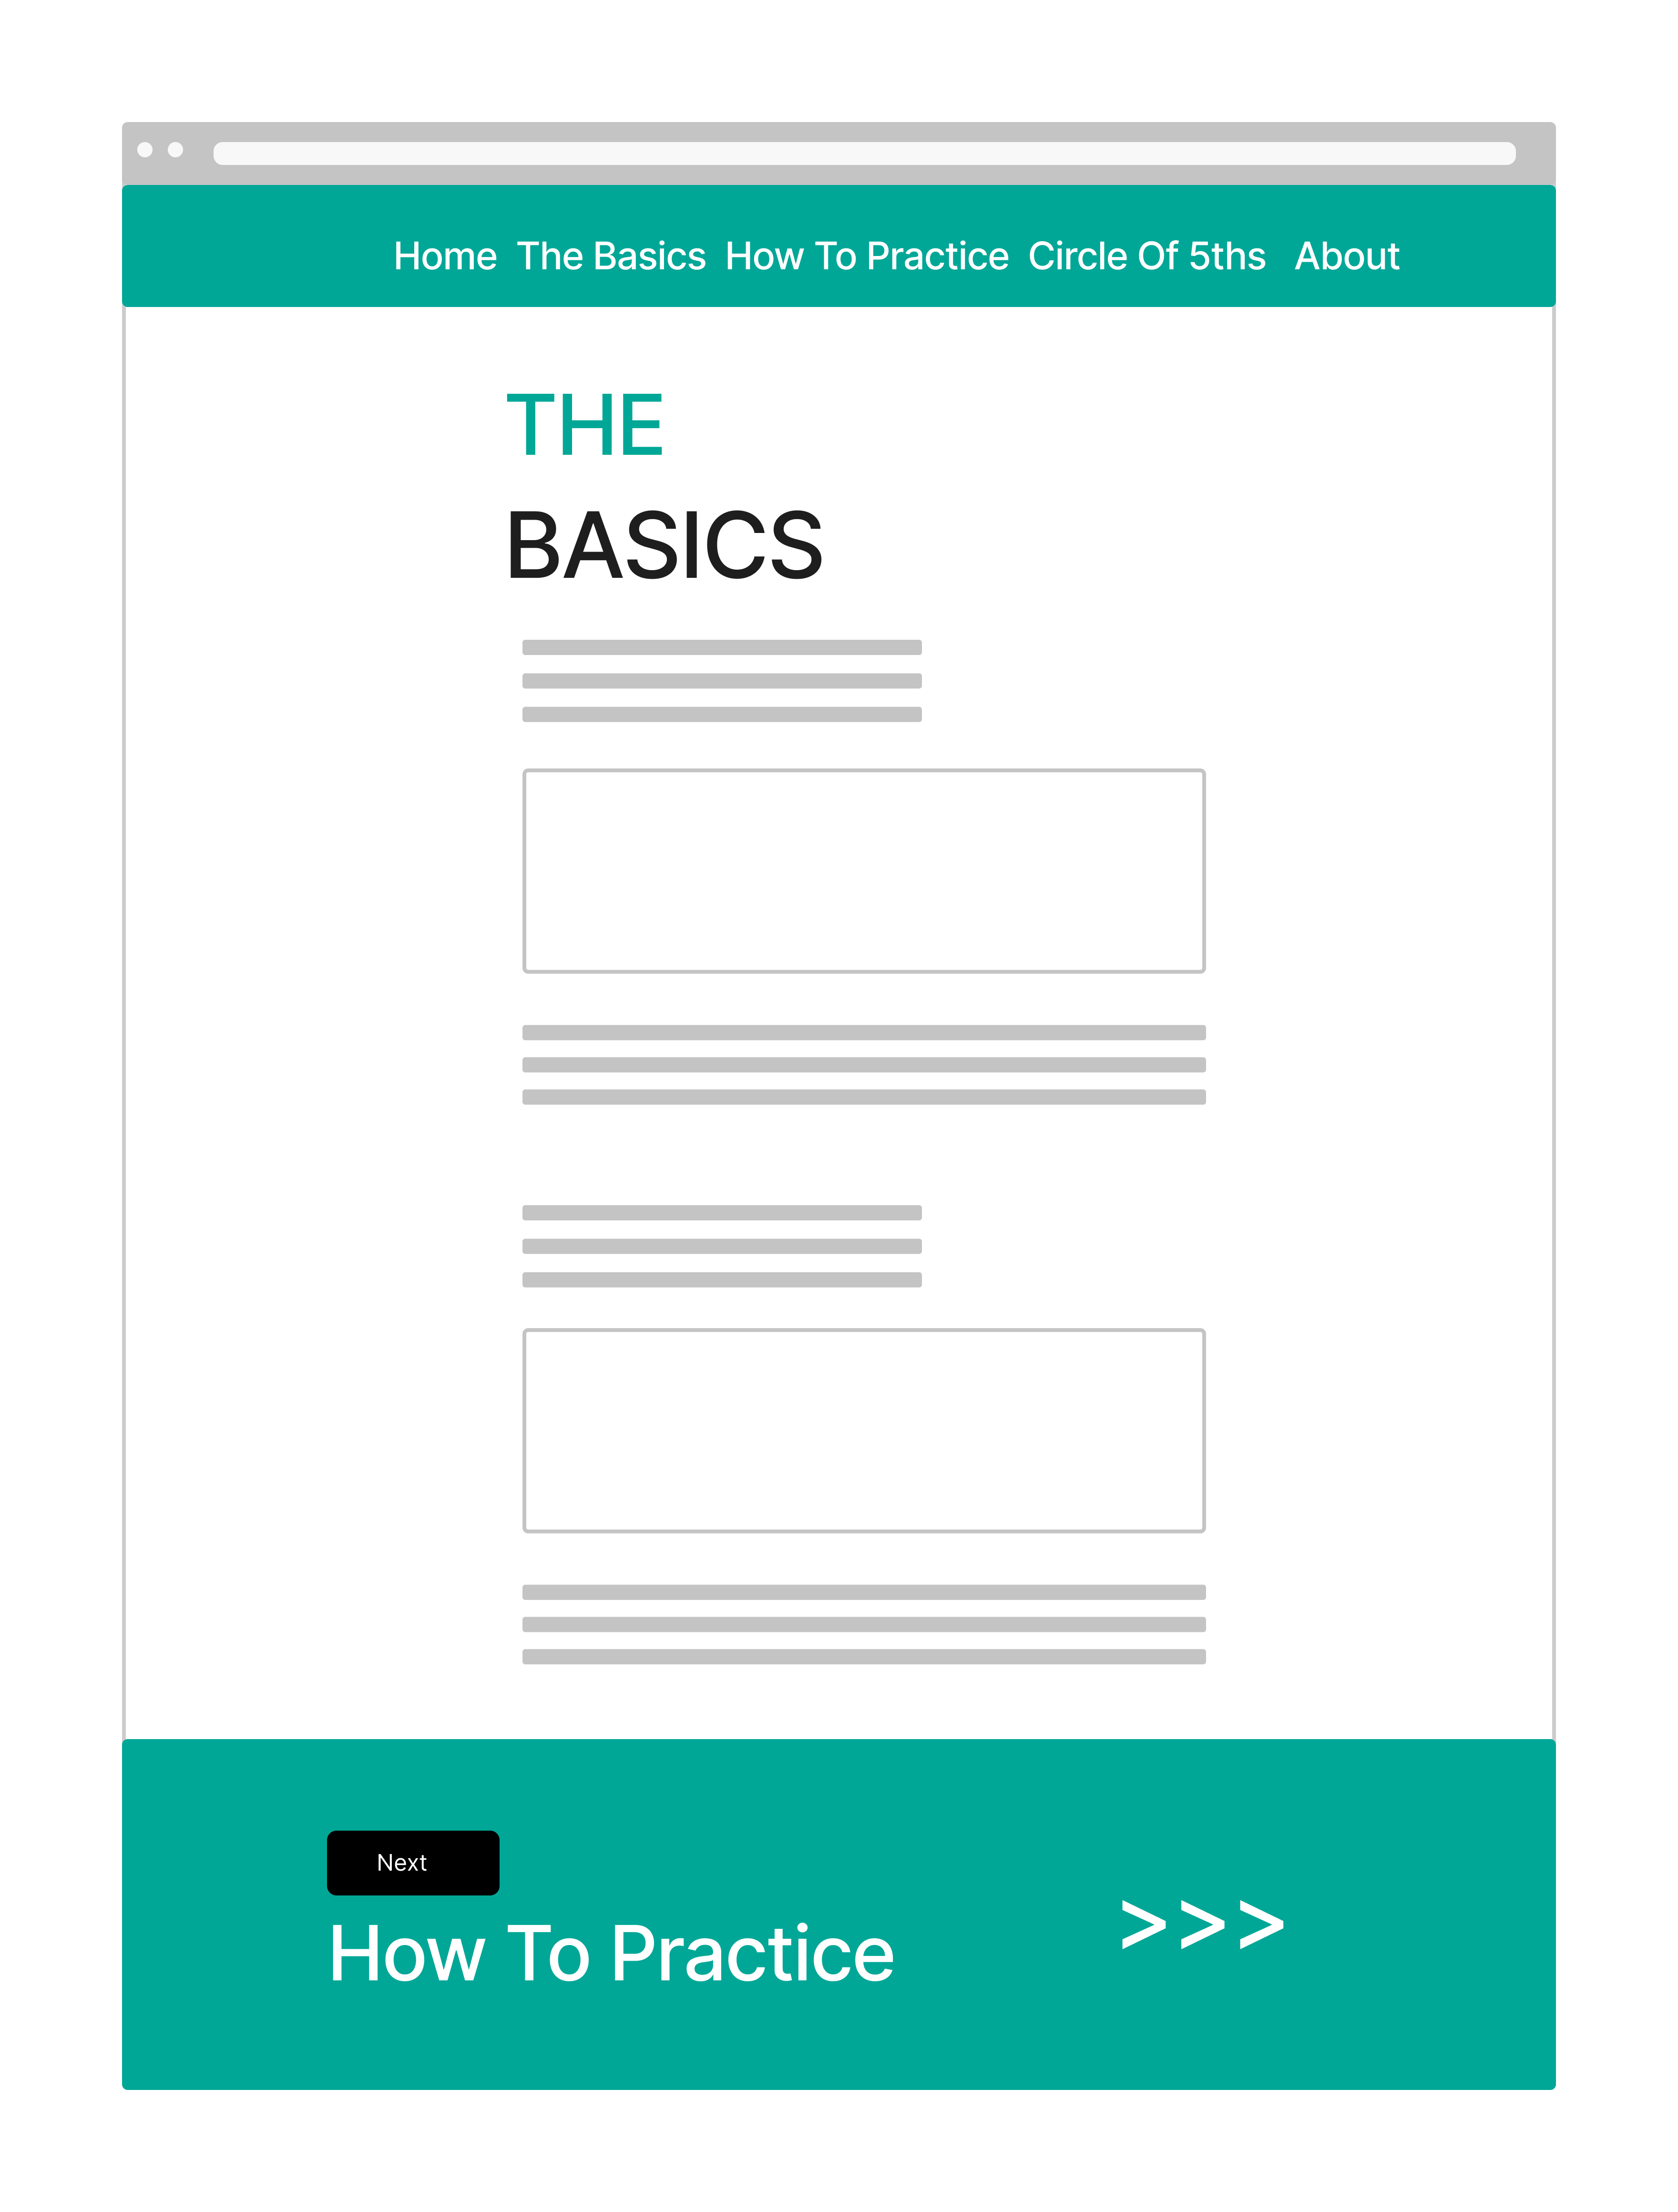 Home The Basics How To Practice Circle Of 5ths About
THE
BASICS
Next
How To Practice
>>>